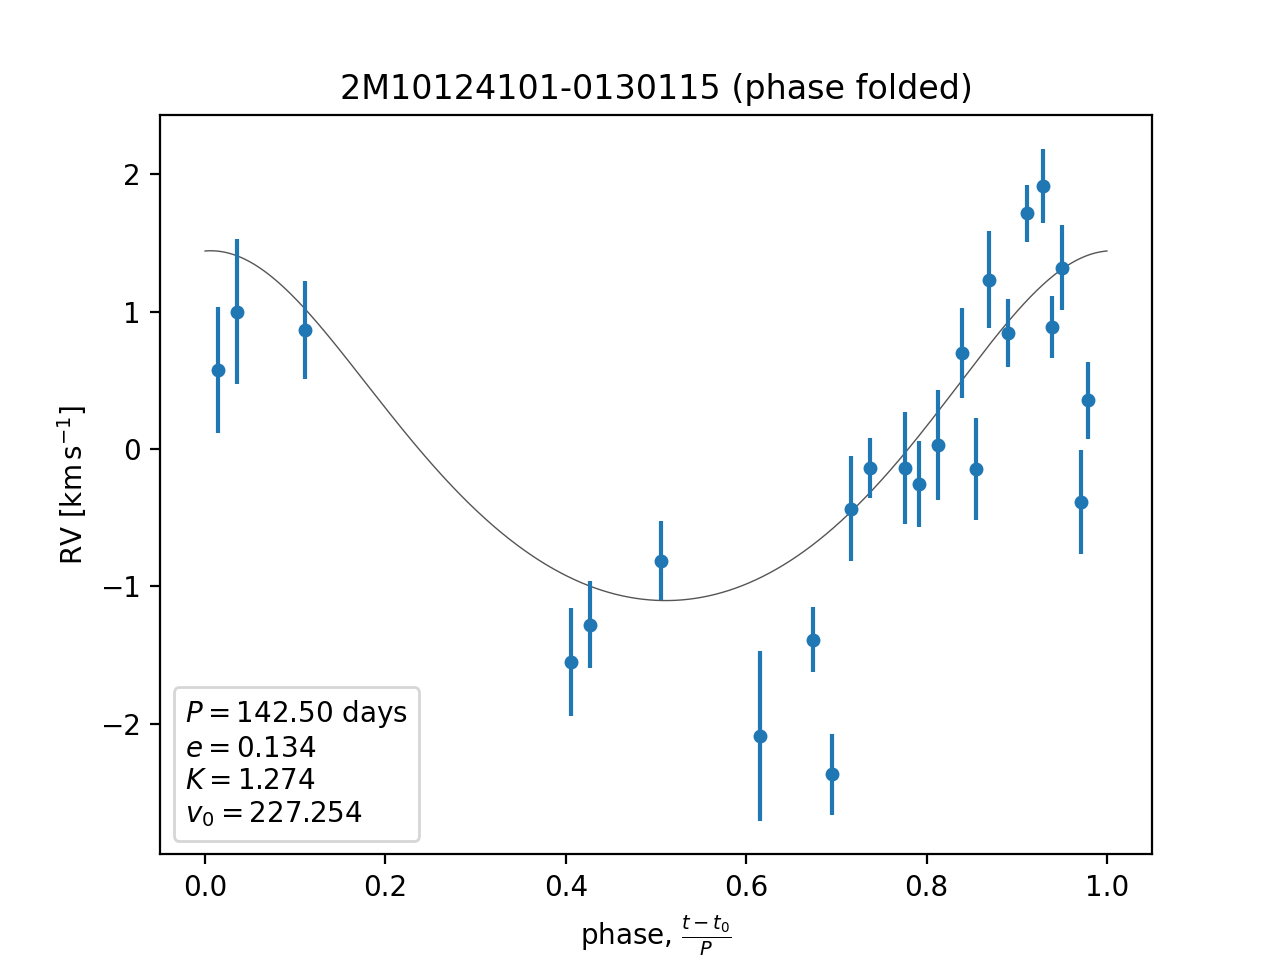 2M10124101-0130115 (phase folded)
RV [km s⁻¹]
2
1
0
−1
−2
P = 142.50 days
e = 0.134
K = 1.274
v₀ = 227.254
0.0 0.2 0.4 0.6 0.8 1.0
phase, (t − t₀)/P